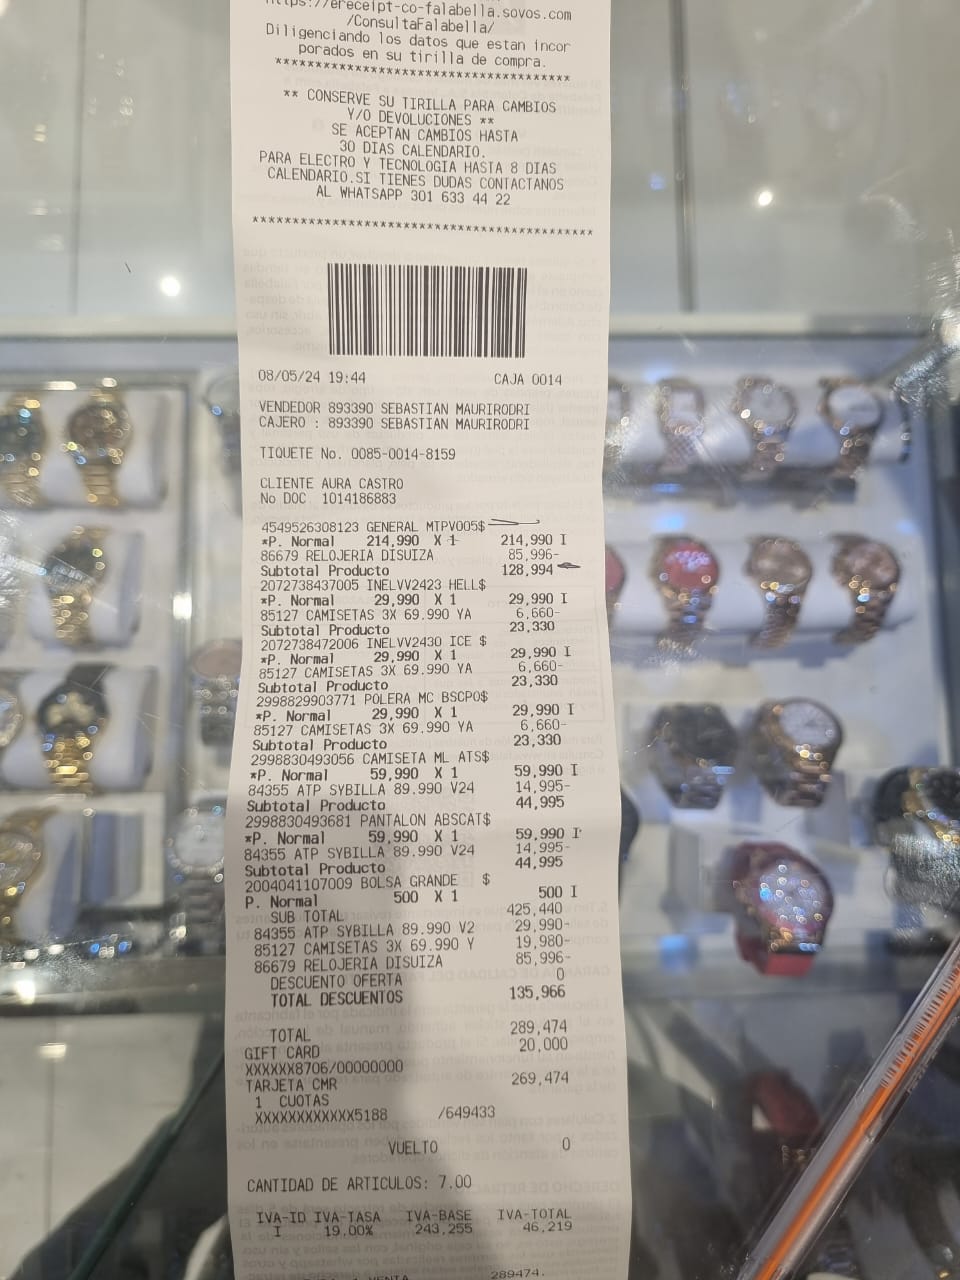 https://ereceipt-co-falabella.sovos.com
/ConsultaFalabella/
Diligenciando los datos que estan incor
porados en su tirilla de compra.
*************************************
** CONSERVE SU TIRILLA PARA CAMBIOS
Y/O DEVOLUCIONES **
SE ACEPTAN CAMBIOS HASTA
30 DIAS CALENDARIO.
PARA ELECTRO Y TECNOLOGIA HASTA 8 DIAS
CALENDARIO.SI TIENES DUDAS CONTACTANOS
AL WHATSAPP 301 633 44 22
******************************************
08/05/24 19:44 CAJA 0014
VENDEDOR 893390 SEBASTIAN MAURIRODRI
CAJERO : 893390 SEBASTIAN MAURIRODRI
TIQUETE No. 0085-0014-8159
CLIENTE AURA CASTRO
No DOC 1014186883
4549526308123 GENERAL MTPV005$
*P. Normal 214,990 X 1 214,990 I
86679 RELOJERIA DISUIZA 85,996-
Subtotal Producto 128,994
2072738437005 INELVV2423 HELL$
*P. Normal 29,990 X 1 29,990 I
85127 CAMISETAS 3X 69.990 YA 6,660-
Subtotal Producto 23,330
2072738472006 INELVV2430 ICE $
*P. Normal 29,990 X 1 29,990 I
85127 CAMISETAS 3X 69.990 YA 6,660-
Subtotal Producto 23,330
2998829903771 POLERA MC BSCPO$
*P. Normal 29,990 X 1 29,990 I
85127 CAMISETAS 3X 69.990 YA 6,660-
Subtotal Producto 23,330
2998830493056 CAMISETA ML ATS$
*P. Normal 59,990 X 1 59,990 I
84355 ATP SYBILLA 89.990 V24 14,995-
Subtotal Producto 44,995
2998830493681 PANTALON ABSCAT$
*P. Normal 59,990 X 1 59,990 I
84355 ATP SYBILLA 89.990 V24 14,995-
Subtotal Producto 44,995
2004041107009 BOLSA GRANDE $
P. Normal 500 X 1 500 I
SUB TOTAL 425,440
84355 ATP SYBILLA 89.990 V2 29,990-
85127 CAMISETAS 3X 69.990 Y 19,980-
86679 RELOJERIA DISUIZA 85,996-
DESCUENTO OFERTA 0
TOTAL DESCUENTOS 135,966
TOTAL 289,474
GIFT CARD 20,000
XXXXXX8706/00000000
TARJETA CMR 269,474
1 CUOTAS
XXXXXXXXXXXX5188 /649433
VUELTO 0
CANTIDAD DE ARTICULOS: 7.00
IVA-ID IVA-TASA IVA-BASE IVA-TOTAL
I 19.00% 243,255 46,219
VENTA 289474.